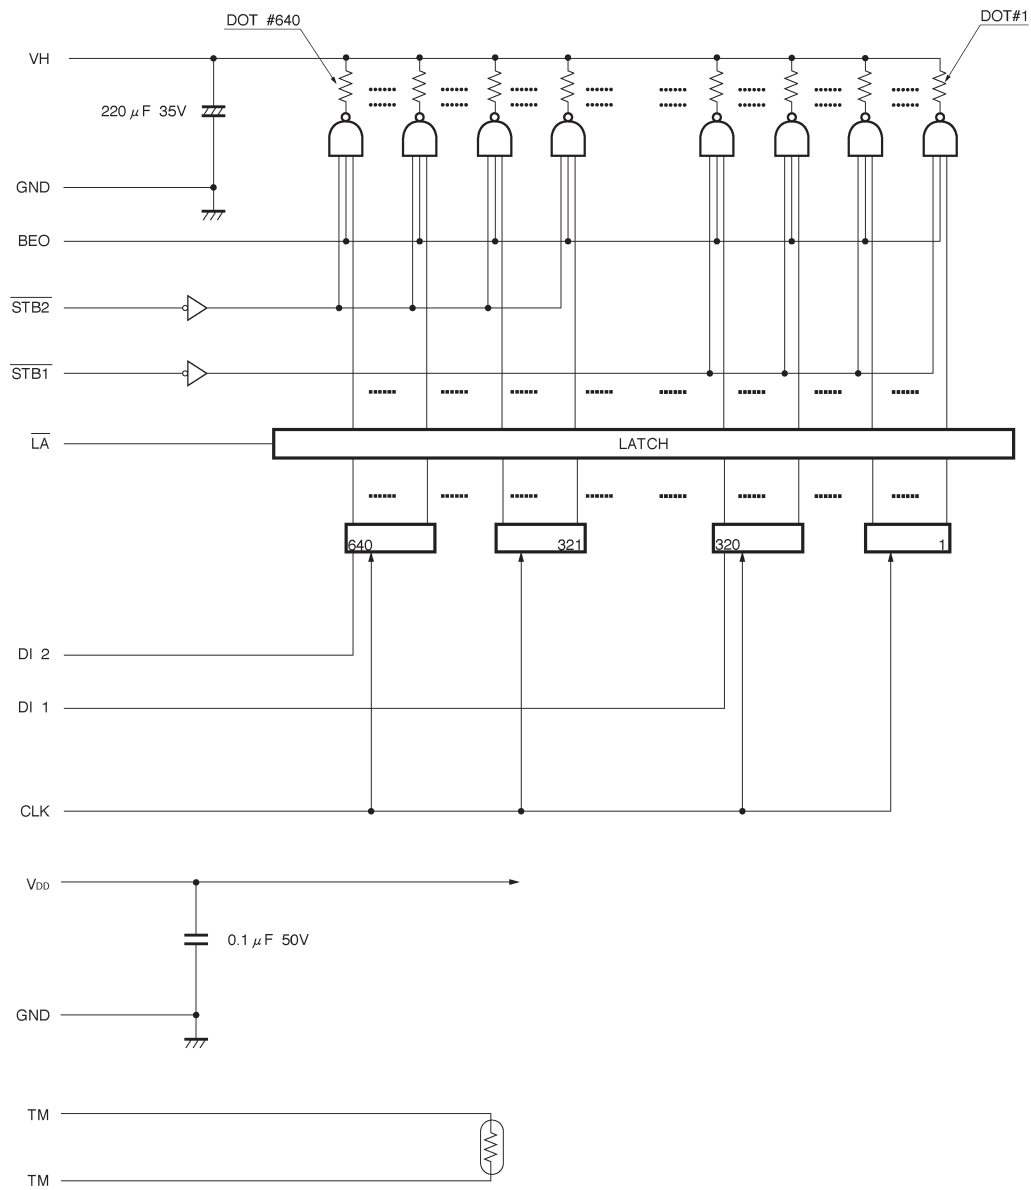 DOT #640
DOT#1
VH
220 μF 35V
GND
BEO
STB2
STB1
LA
LATCH
640
321
320
1
DI 2
DI 1
CLK
VDD
0.1 μF 50V
GND
TM
TM